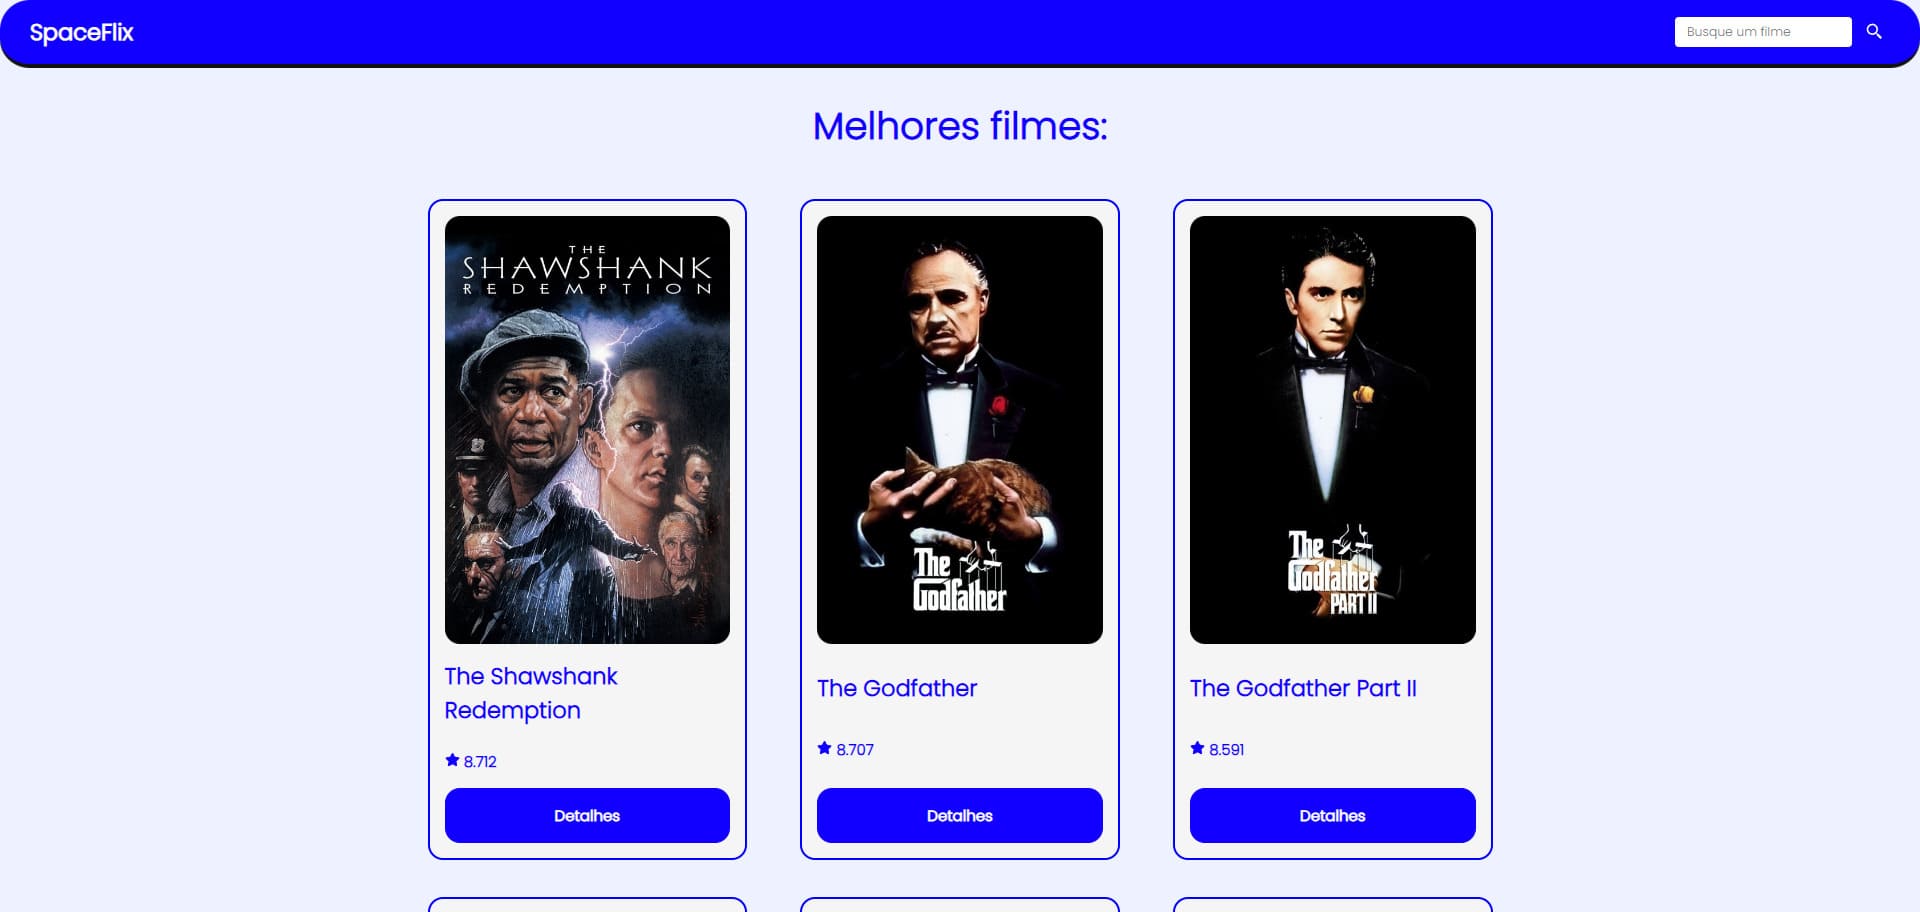 SpaceFlix
Busque um filme
Melhores filmes:
THE
SHAWSHANK
REDEMPTION
The
Godfather
The
Godfather
PART II
The Shawshank
Redemption
The Godfather
The Godfather Part II
8.712
8.707
8.591
Detalhes
Detalhes
Detalhes